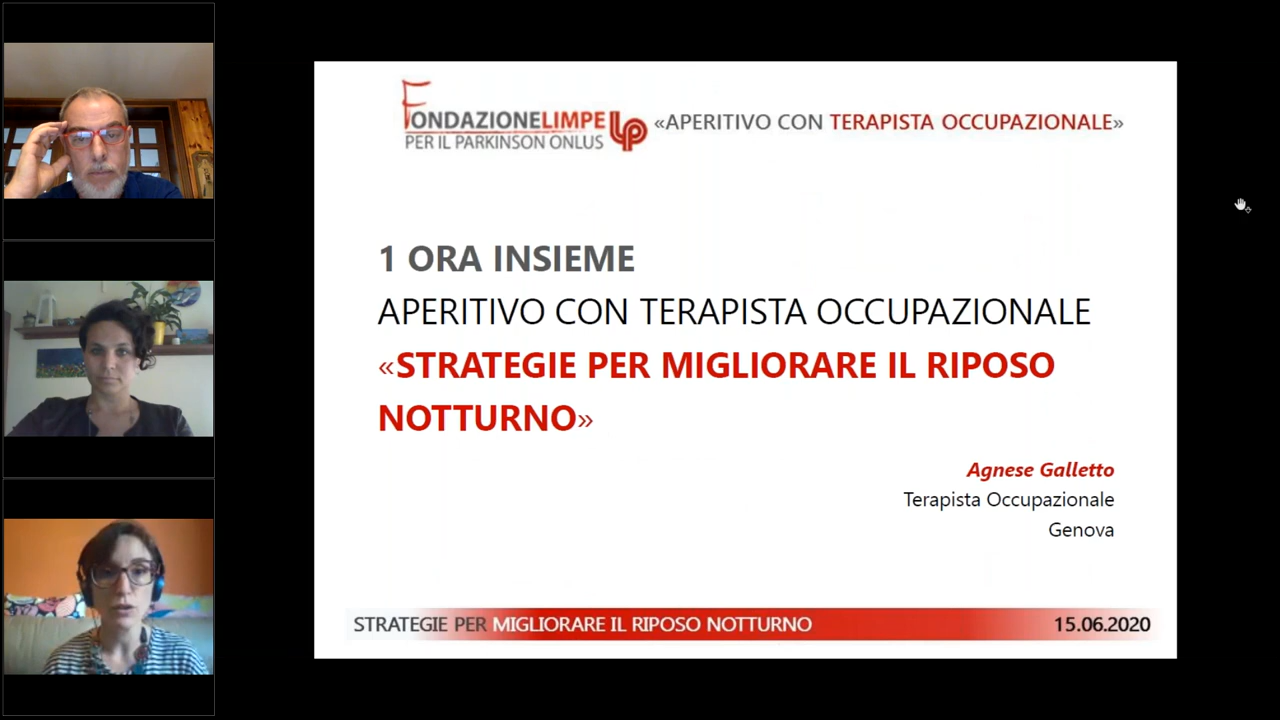 FONDAZIONELIMPE
PER IL PARKINSON ONLUS
«APERITIVO CON TERAPISTA OCCUPAZIONALE»
1 ORA INSIEME
APERITIVO CON TERAPISTA OCCUPAZIONALE
«STRATEGIE PER MIGLIORARE IL RIPOSO
NOTTURNO»
Agnese Galletto
Terapista Occupazionale
Genova
STRATEGIE PER MIGLIORARE IL RIPOSO NOTTURNO 15.06.2020